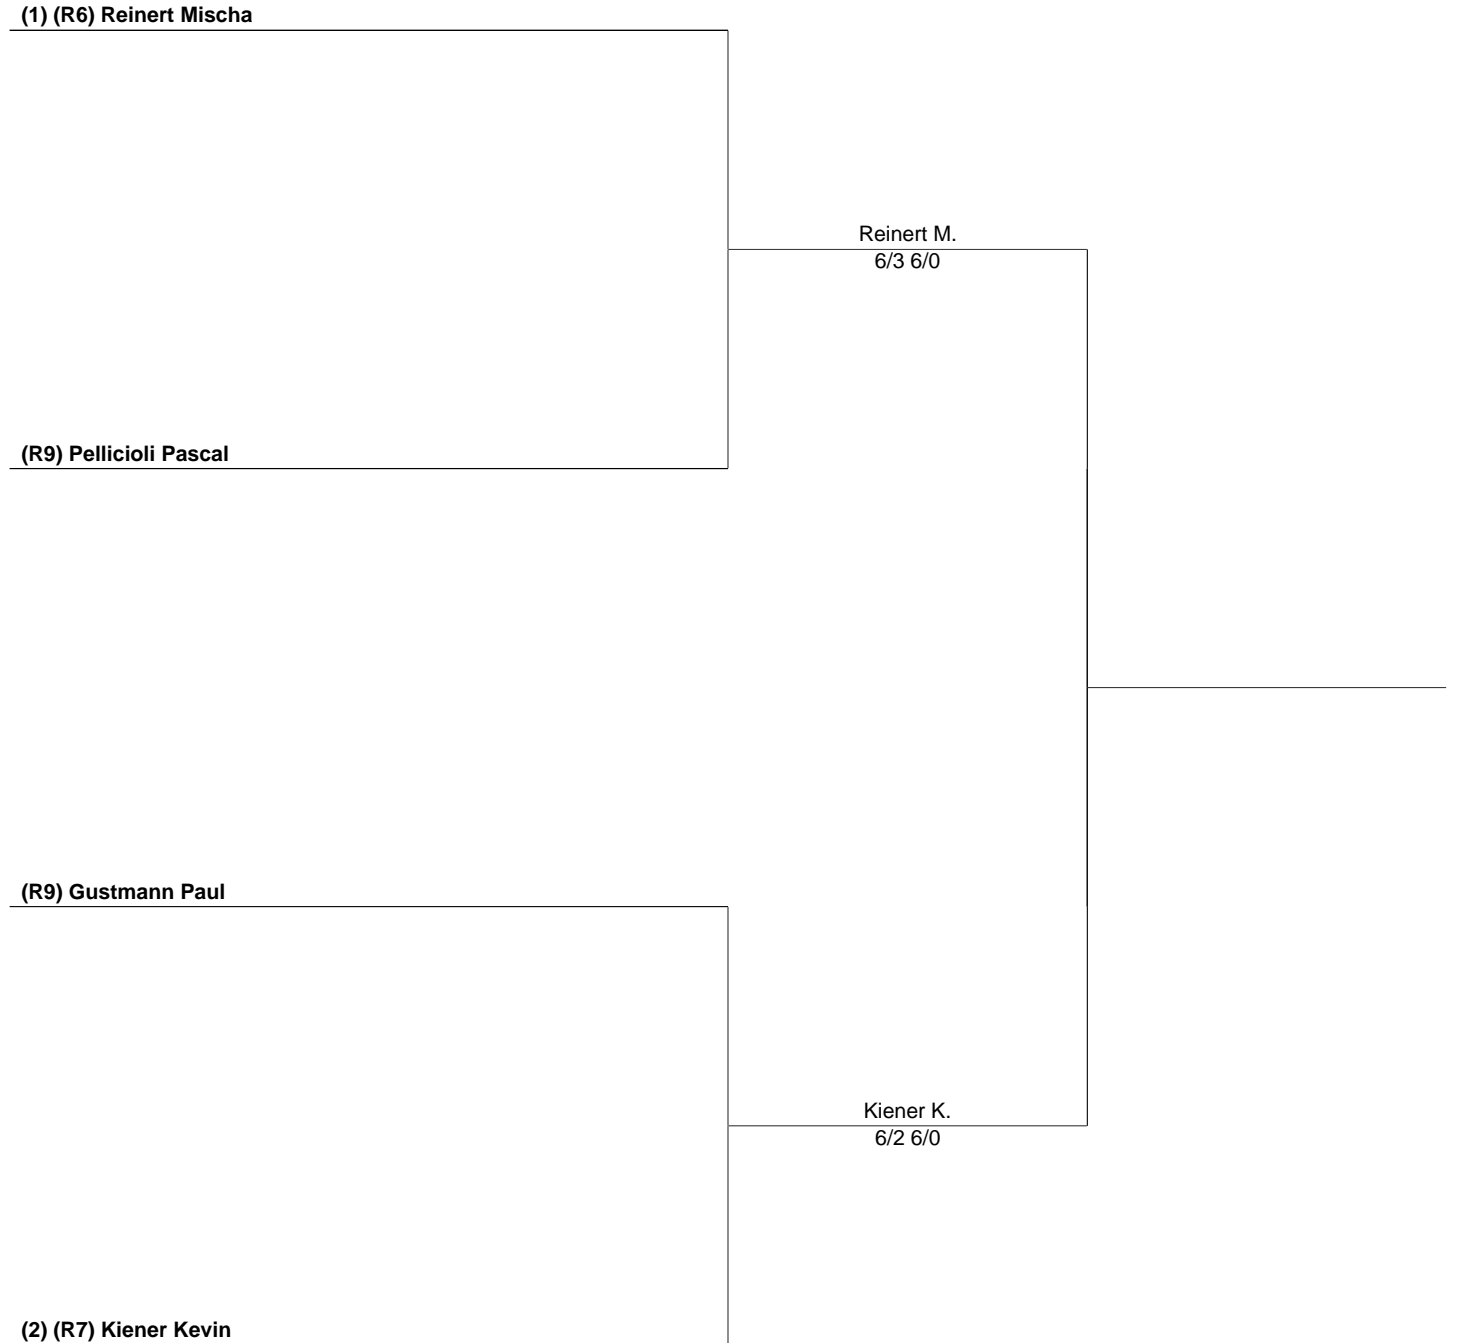 (1) (R6) Reinert Mischa
Reinert M.
6/3 6/0
(R9) Pellicioli Pascal
(R9) Gustmann Paul
Kiener K.
6/2 6/0
(2) (R7) Kiener Kevin